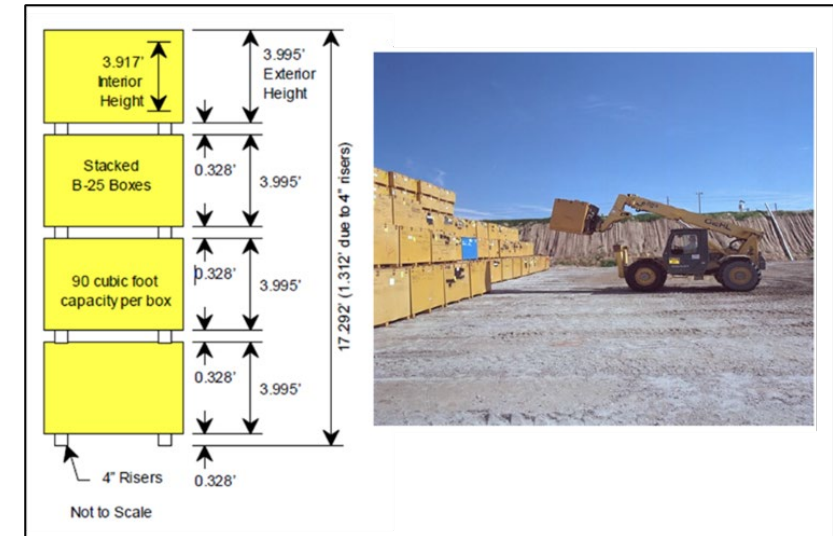 3.917'
Interior
Height
3.995'
Exterior
Height
Stacked
B-25 Boxes
0.328'
3.995'
90 cubic foot
capacity per box
0.328'
3.995'
0.328'
3.995'
17.292' (1.312' due to 4" risers)
4" Risers
0.328'
Not to Scale